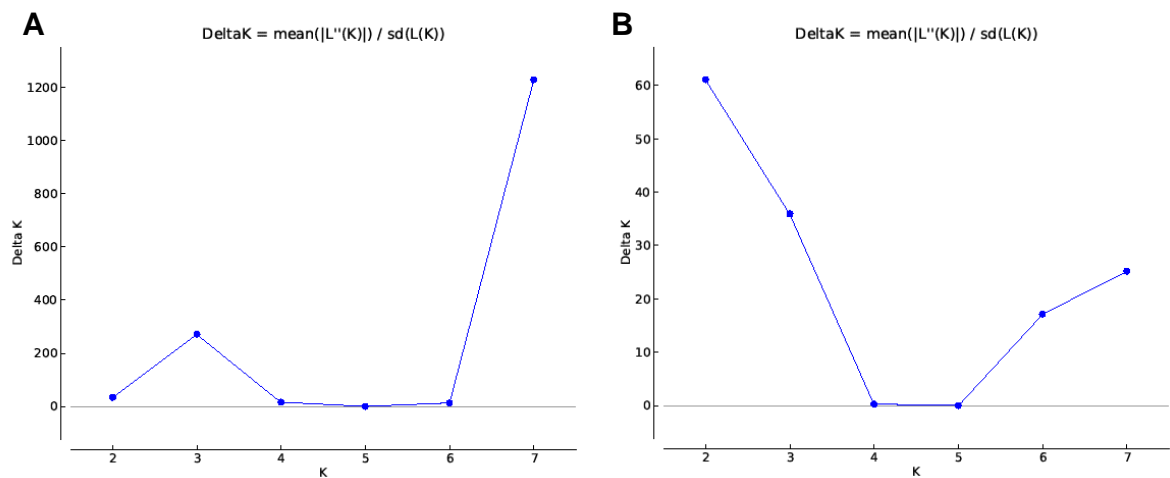 A
DeltaK = mean(|L''(K)|) / sd(L(K))
1200
1000
800
600
400
200
0
Delta K
2 3 4 5 6 7
K
B
DeltaK = mean(|L''(K)|) / sd(L(K))
60
50
40
30
20
10
0
Delta K
2 3 4 5 6 7
K